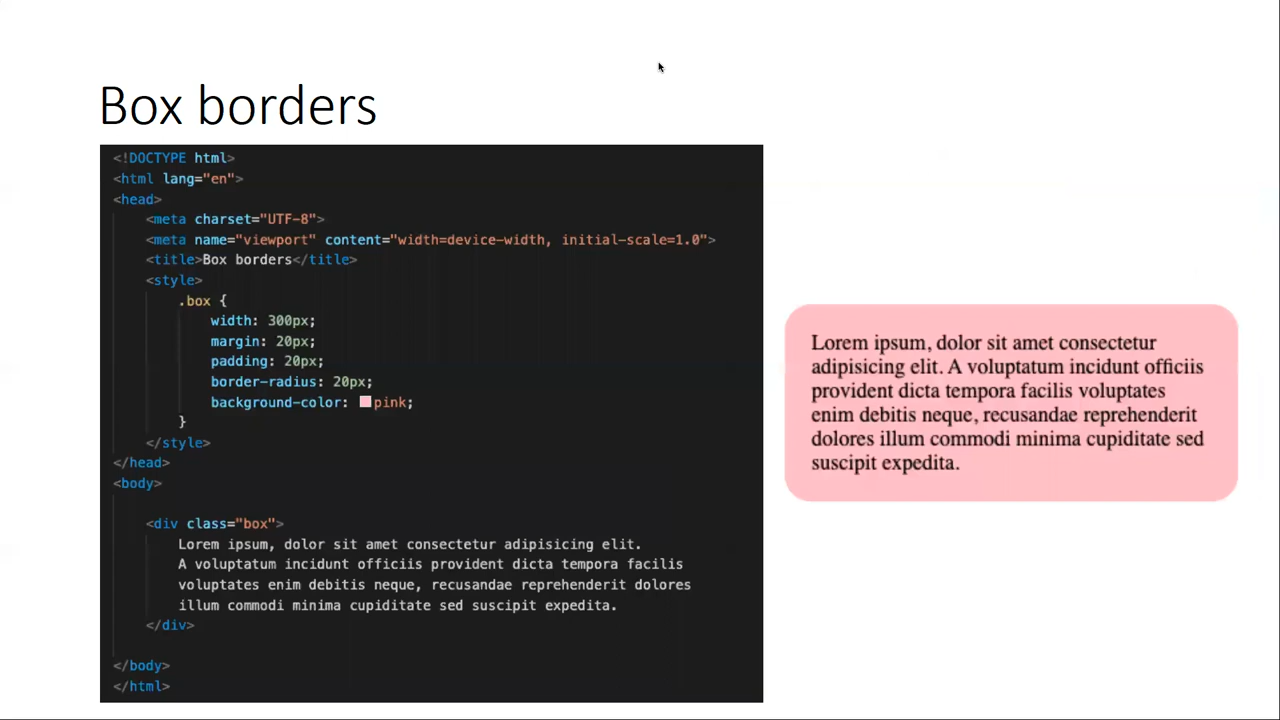 Box borders
<!DOCTYPE html>
<html lang="en">
<head>
<meta charset="UTF-8">
<meta name="viewport" content="width=device-width, initial-scale=1.0">
<title>Box borders</title>
<style>
.box {
width: 300px;
margin: 20px;
padding: 20px;
border-radius: 20px;
background-color: pink;
}
</style>
</head>
<body>
<div class="box">
Lorem ipsum, dolor sit amet consectetur adipisicing elit.
A voluptatum incidunt officiis provident dicta tempora facilis
voluptates enim debitis neque, recusandae reprehenderit dolores
illum commodi minima cupiditate sed suscipit expedita.
</div>
</body>
</html>
Lorem ipsum, dolor sit amet consectetur
adipisicing elit. A voluptatum incidunt officiis
provident dicta tempora facilis voluptates
enim debitis neque, recusandae reprehenderit
dolores illum commodi minima cupiditate sed
suscipit expedita.